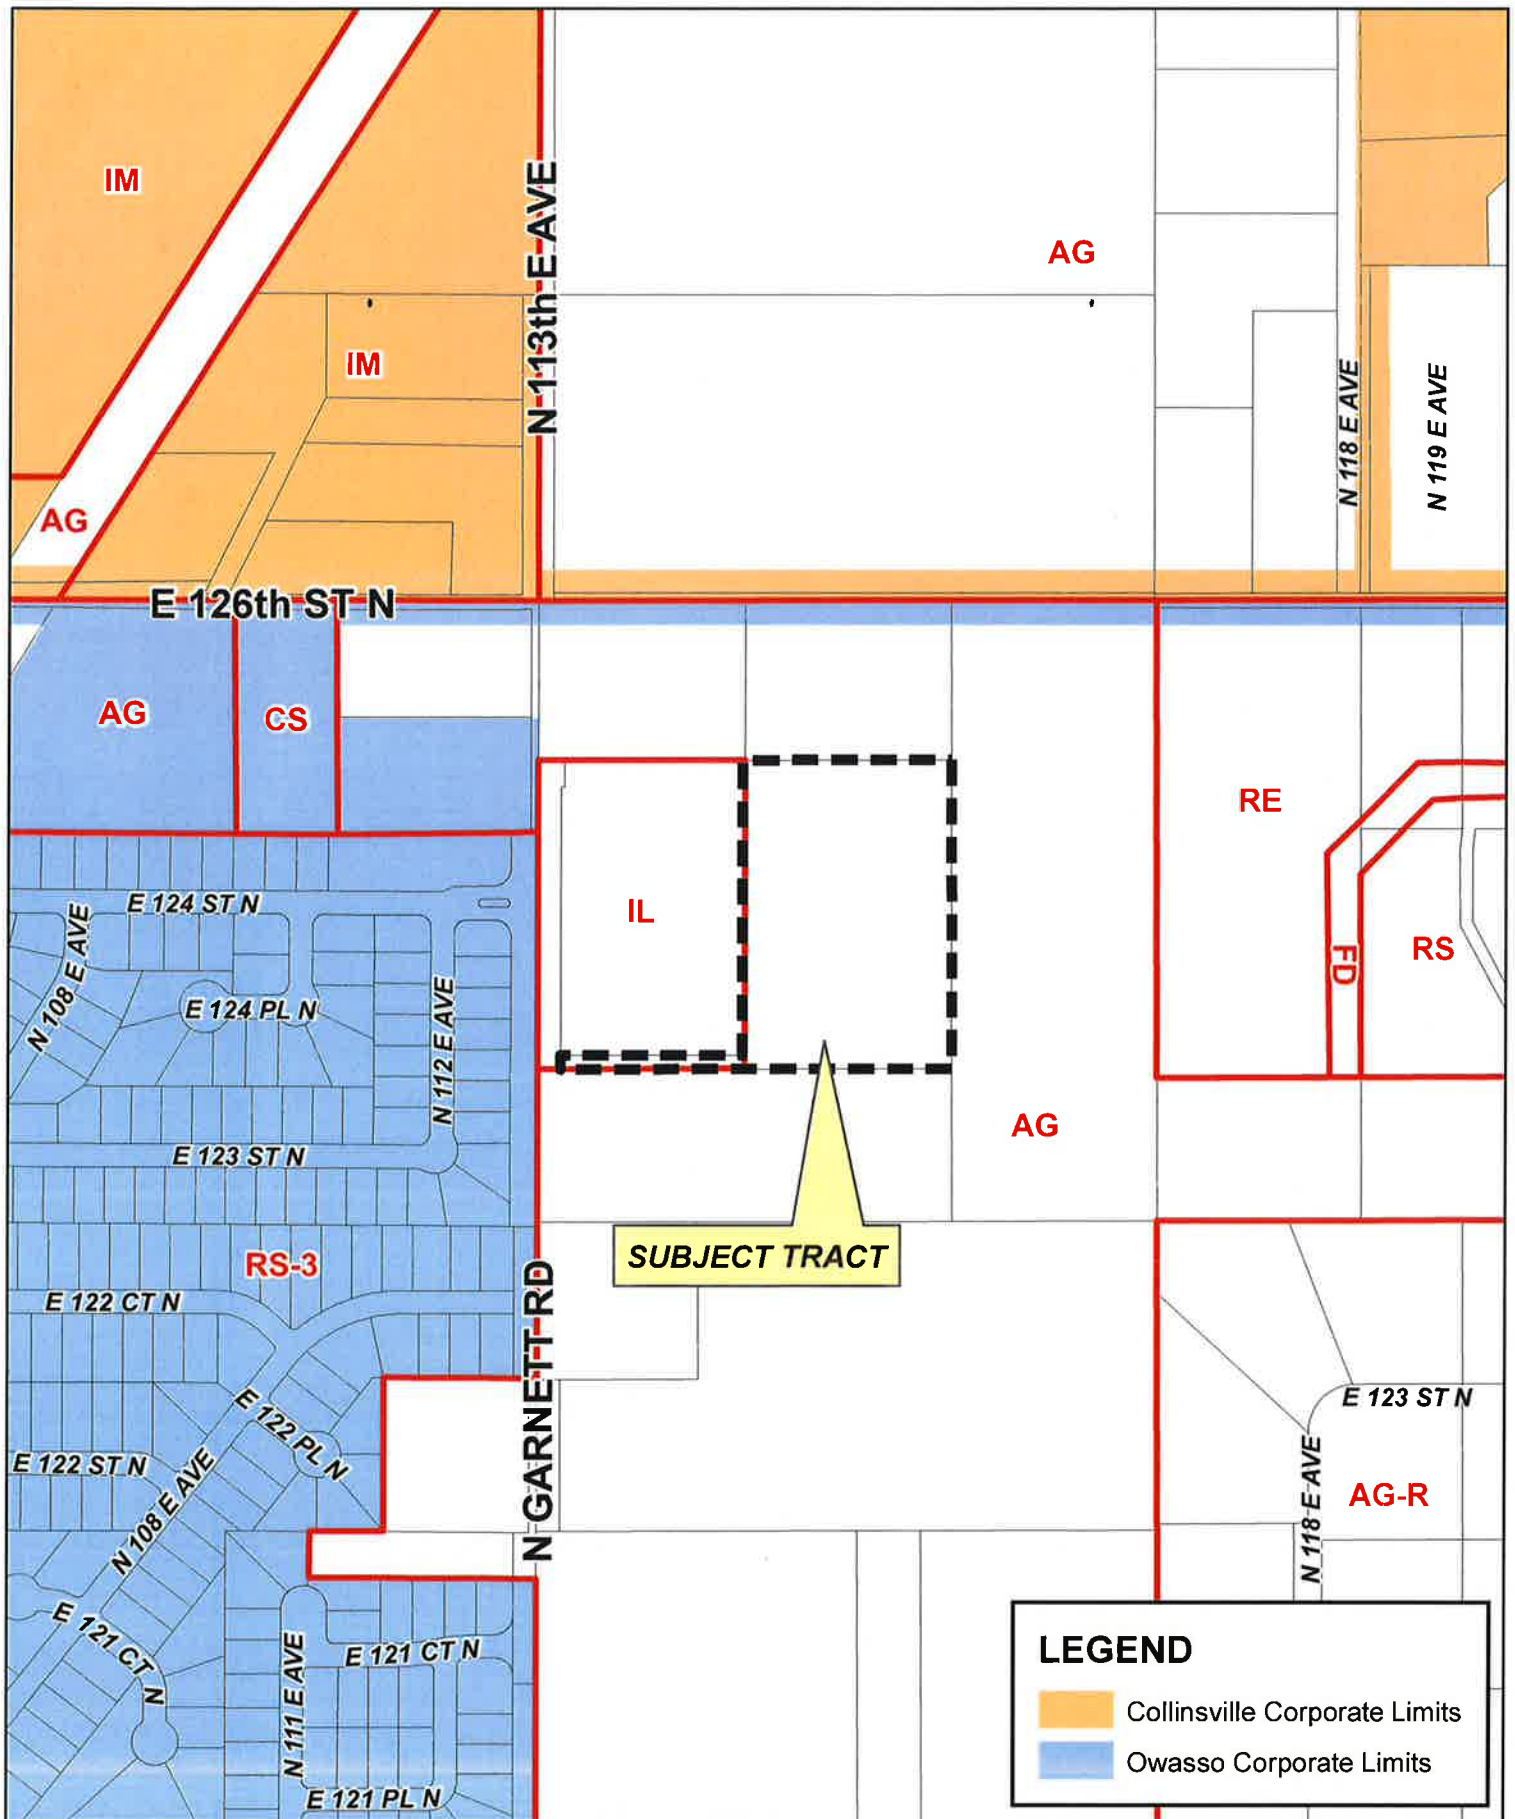 IM
N 113th E AVE
AG
IM
N 118 E AVE
N 119 E AVE
AG
E 126th ST N
AG
CS
RE
IL
E 124 ST N
N 108 E AVE
FD
RS
E 124 PL N
N 112 E AVE
AG
E 123 ST N
SUBJECT TRACT
RS-3
E 122 CT N
N GARNETT RD
E 123 ST N
E 122 PL N
E 122 ST N
N 108 E AVE
AG-R
N 118 E AVE
E 121 CT N
E 121 CT N
N 111 E AVE
E 121 PL N
LEGEND
Collinsville Corporate Limits
Owasso Corporate Limits